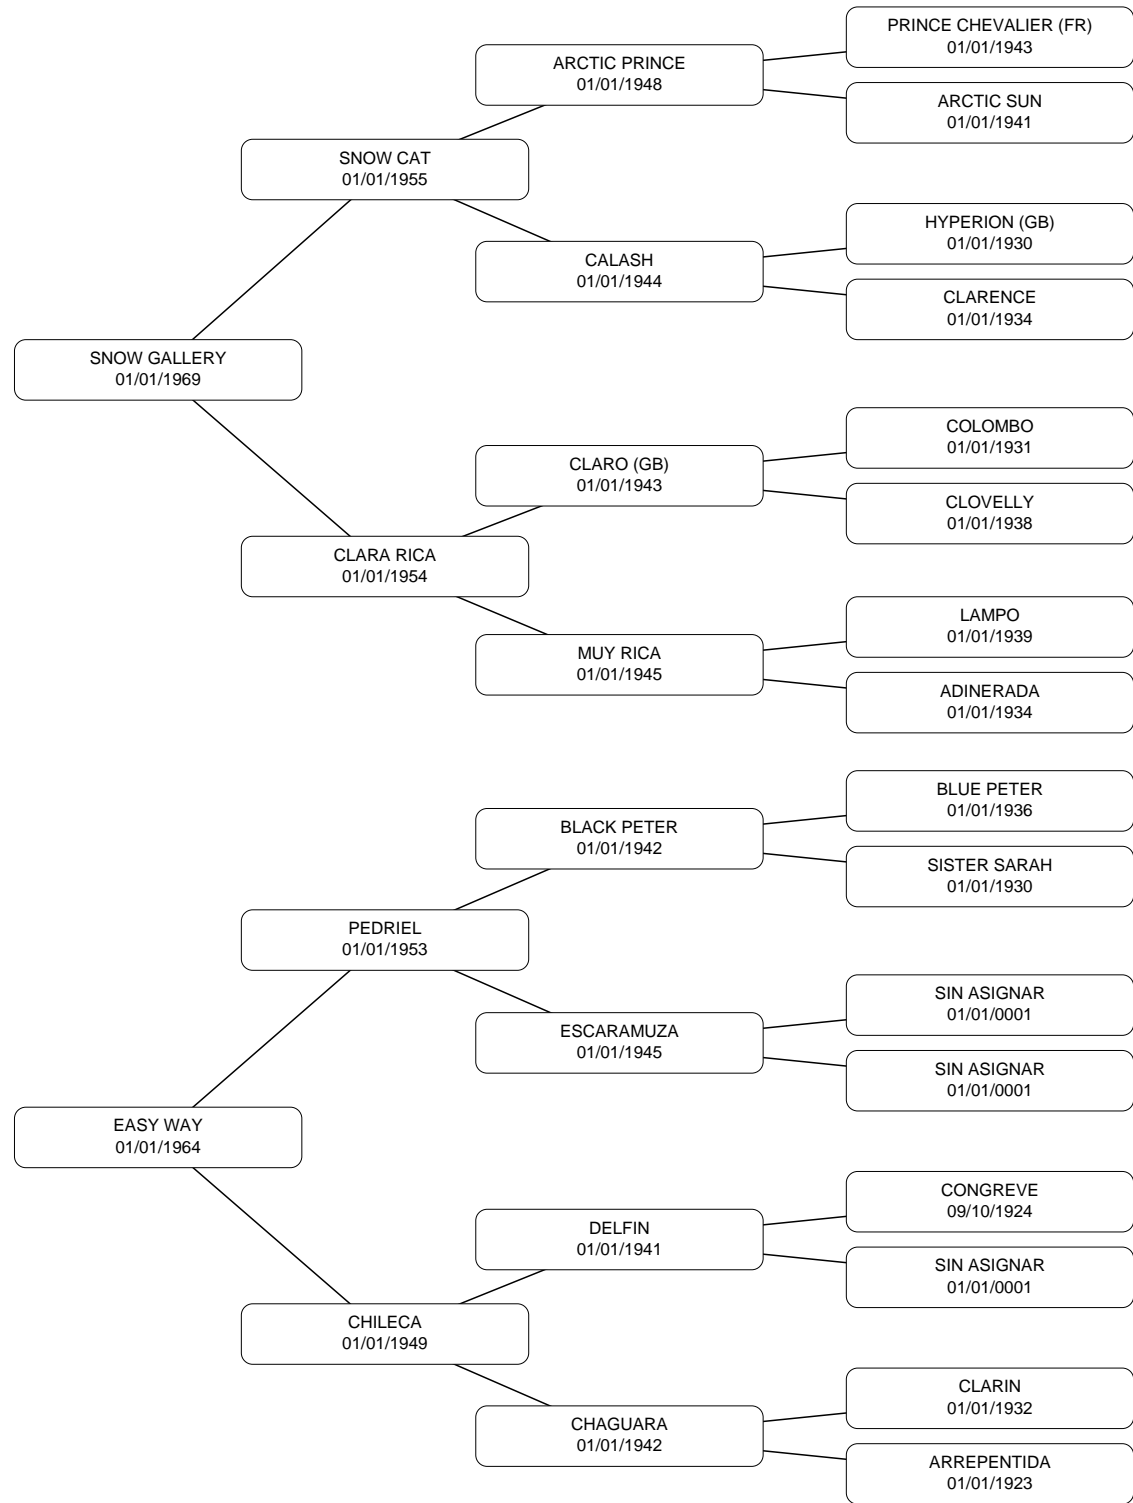 PRINCE CHEVALIER (FR)
01/01/1943
ARCTIC PRINCE
01/01/1948
ARCTIC SUN
01/01/1941
SNOW CAT
01/01/1955
HYPERION (GB)
01/01/1930
CALASH
01/01/1944
CLARENCE
01/01/1934
SNOW GALLERY
01/01/1969
COLOMBO
01/01/1931
CLARO (GB)
01/01/1943
CLOVELLY
01/01/1938
CLARA RICA
01/01/1954
LAMPO
01/01/1939
MUY RICA
01/01/1945
ADINERADA
01/01/1934
BLUE PETER
01/01/1936
BLACK PETER
01/01/1942
SISTER SARAH
01/01/1930
PEDRIEL
01/01/1953
SIN ASIGNAR
01/01/0001
ESCARAMUZA
01/01/1945
SIN ASIGNAR
01/01/0001
EASY WAY
01/01/1964
CONGREVE
09/10/1924
DELFIN
01/01/1941
SIN ASIGNAR
01/01/0001
CHILECA
01/01/1949
CLARIN
01/01/1932
CHAGUARA
01/01/1942
ARREPENTIDA
01/01/1923